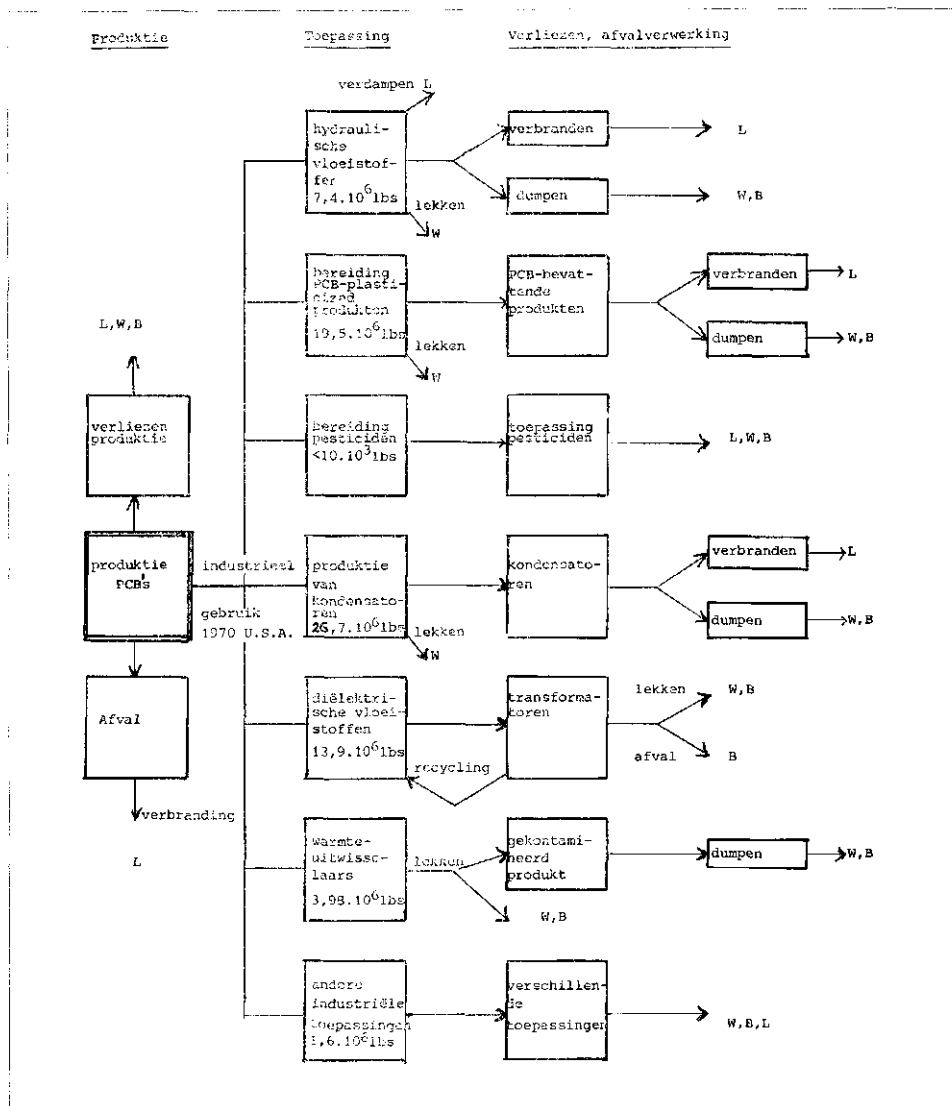 Produktie
Toepassing
Verliezen, afvalverwerking
verdampen L
hydrauli-
sche
vloeistof-
fer
7,4.10⁶lbs
lekken
W
verbranden
L
dumpen
W,B
bereiding
PCB-plasti-
cized
produkten
19,5.10⁶lbs
lekken
W
PCB-bevat-
tende
produkten
verbranden
L
dumpen
W,B
L,W,B
verliezen
produktie
bereiding
pesticiden
<10.10³lbs
toepassing
pesticiden
L,W,B
produktie
PCB's
industrieel
gebruik
1970 U.S.A.
produktie
van
kondensato-
ren
26,7.10⁶lbs
lekken
W
kondensato-
ren
verbranden
L
dumpen
W,B
Afval
verbranding
L
diëlektri-
sche vloei-
stoffen
13,9.10⁶lbs
recycling
transforma-
toren
lekken
W,B
afval
B
warmte-
uitwisse-
laars
3,98.10⁶lbs
lekken
W,B
gekontami-
neerd
produkt
dumpen
W,B
andere
industriële
toepassingen
1,6.10⁶lbs
verschillen-
de
toepassingen
W,B,L